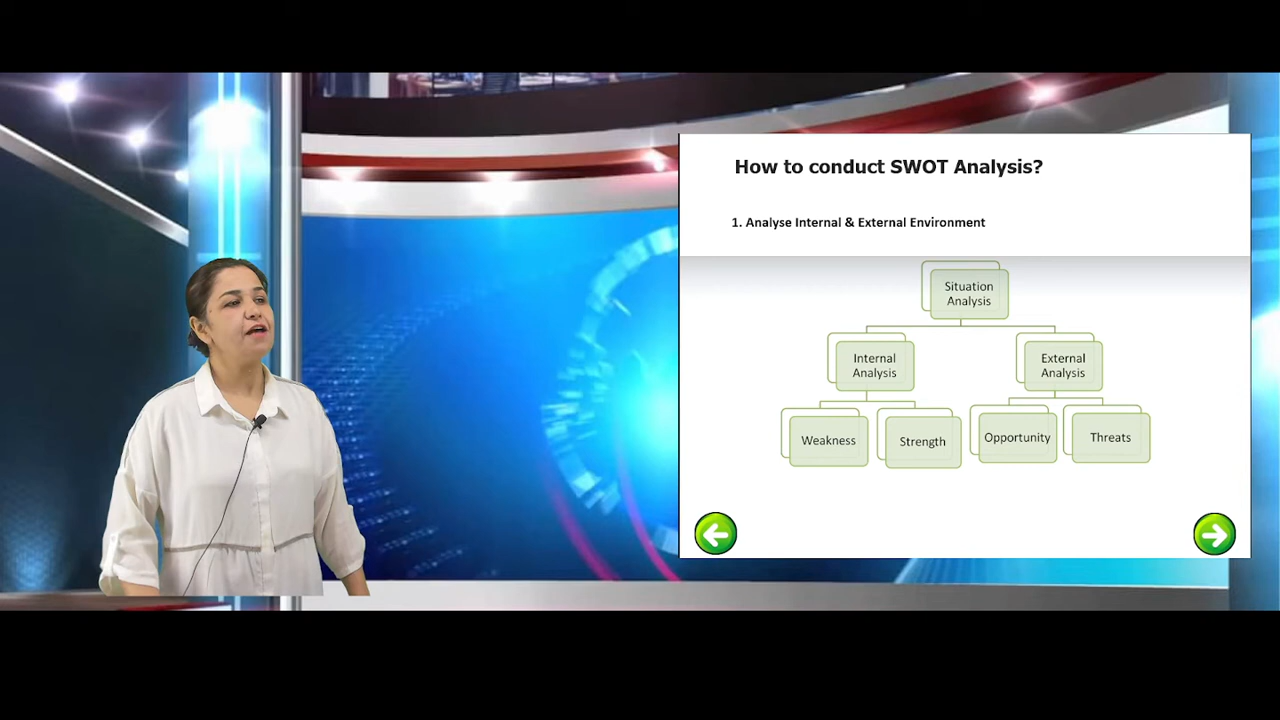 How to conduct SWOT Analysis?
1. Analyse Internal & External Environment
Situation
Analysis
Internal
Analysis
External
Analysis
Weakness
Strength
Opportunity
Threats